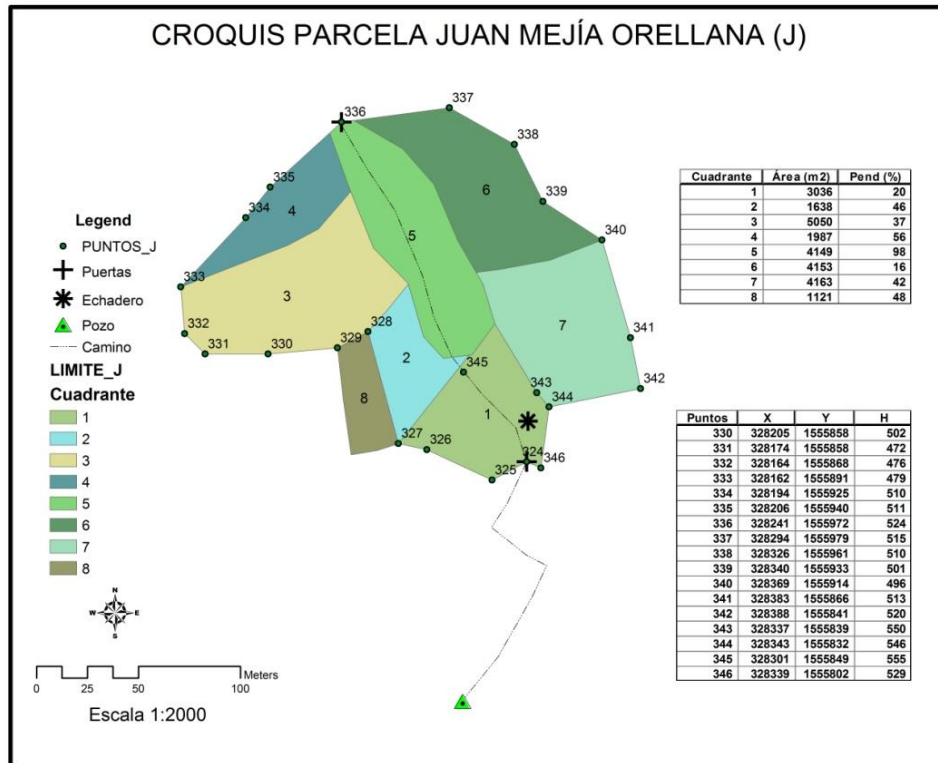 CROQUIS PARCELA JUAN MEJÍA ORELLANA (J)
336
337
338
335
339
334
4
6
340
5
333
3
7
332
328
329
331
330
2
341
345
343
342
8
344
1
327
326
324
325
346
Legend
PUNTOS_J
Puertas
Echadero
Pozo
Camino
LIMITE_J
Cuadrante
1
2
3
4
5
6
7
8
N
W E
S
Meters
0 25 50 100
Escala 1:2000
Cuadrante Área (m2) Pend (%)
1 3036 20
2 1638 46
3 5050 37
4 1987 56
5 4149 98
6 4153 16
7 4163 42
8 1121 48
Puntos X Y H
330 328205 1555858 502
331 328174 1555858 472
332 328164 1555868 476
333 328162 1555891 479
334 328194 1555925 510
335 328206 1555940 511
336 328241 1555972 524
337 328294 1555979 515
338 328326 1555961 510
339 328340 1555933 501
340 328369 1555914 496
341 328383 1555866 513
342 328388 1555841 520
343 328337 1555839 550
344 328343 1555832 546
345 328301 1555849 555
346 328339 1555802 529